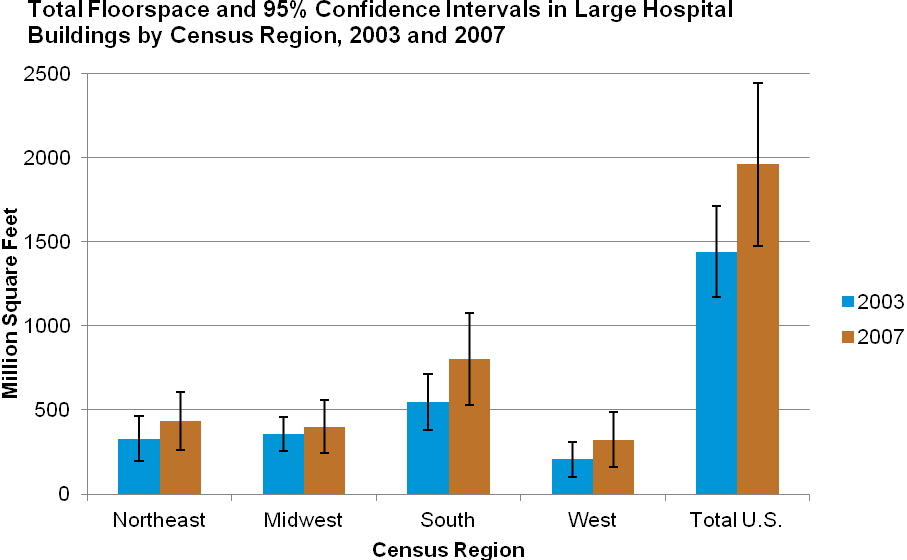 Total Floorspace and 95% Confidence Intervals in Large Hospital
Buildings by Census Region, 2003 and 2007
Million Square Feet
2500
2000
1500
1000
500
0
Northeast
Midwest
South
West
Total U.S.
Census Region
2003
2007